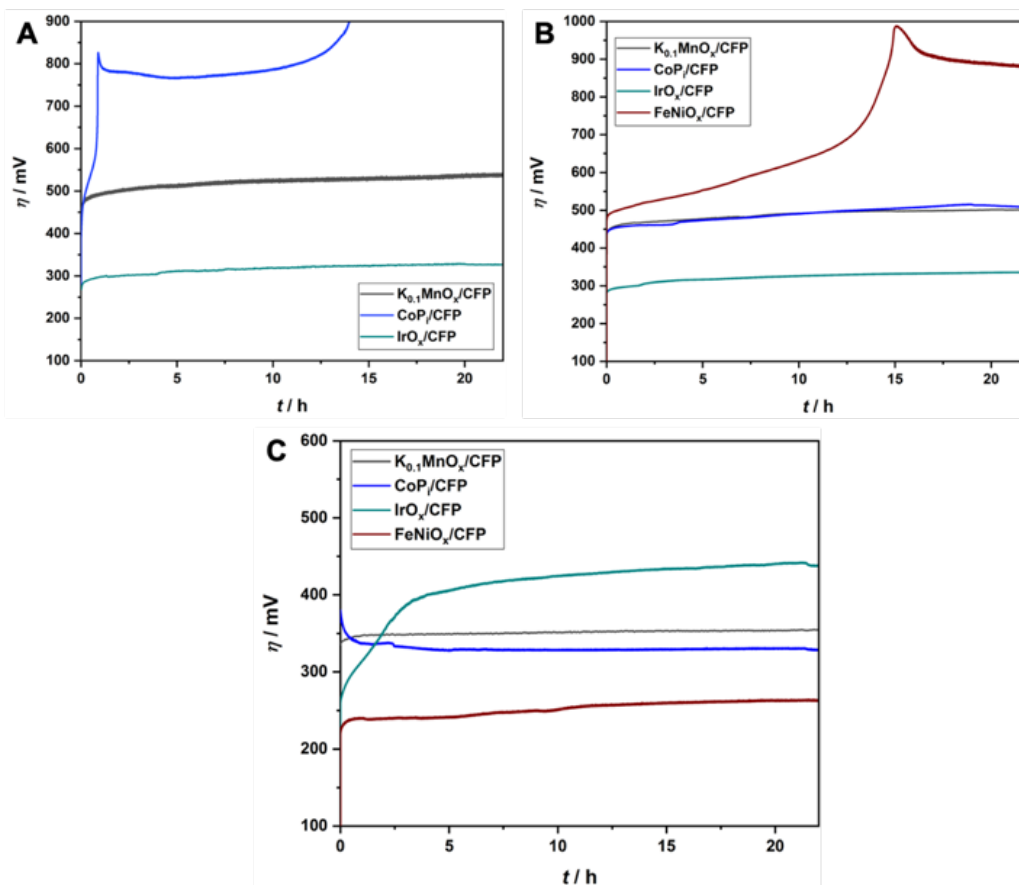 A
900
800
700
600
500
400
300
200
100
η / mV
0
5
10
15
20
t / h
K₀.₁MnOₓ/CFP
CoPᵢ/CFP
IrOₓ/CFP
B
1000
900
800
700
600
500
400
300
200
100
η / mV
0
5
10
15
20
t / h
K₀.₁MnOₓ/CFP
CoPᵢ/CFP
IrOₓ/CFP
FeNiOₓ/CFP
C
600
500
400
300
200
100
η / mV
0
5
10
15
20
t / h
K₀.₁MnOₓ/CFP
CoPᵢ/CFP
IrOₓ/CFP
FeNiOₓ/CFP